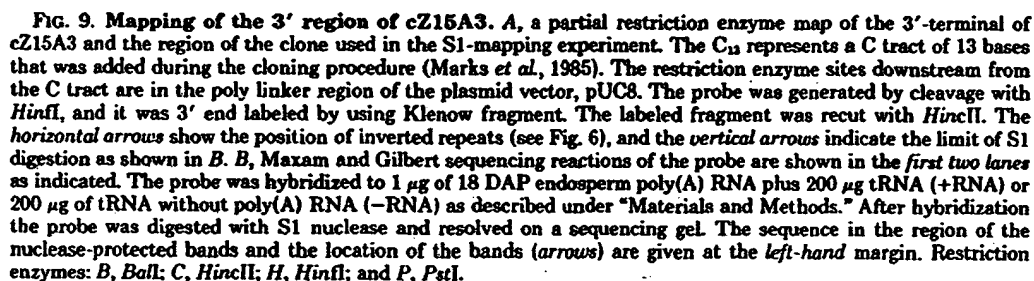 FIG. 9. Mapping of the 3′ region of cZ15A3. A, a partial restriction enzyme map of the 3′-terminal of
cZ15A3 and the region of the clone used in the S1-mapping experiment. The C₁₃ represents a C tract of 13 bases
that was added during the cloning procedure (Marks et al., 1985). The restriction enzyme sites downstream from
the C tract are in the poly linker region of the plasmid vector, pUC8. The probe was generated by cleavage with
HinfI, and it was 3′ end labeled by using Klenow fragment. The labeled fragment was recut with HincII. The
horizontal arrows show the position of inverted repeats (see Fig. 6), and the vertical arrows indicate the limit of S1
digestion as shown in B. B, Maxam and Gilbert sequencing reactions of the probe are shown in the first two lanes
as indicated. The probe was hybridized to 1 μg of 18 DAP endosperm poly(A) RNA plus 200 μg tRNA (+RNA) or
200 μg of tRNA without poly(A) RNA (−RNA) as described under "Materials and Methods." After hybridization
the probe was digested with S1 nuclease and resolved on a sequencing gel. The sequence in the region of the
nuclease-protected bands and the location of the bands (arrows) are given at the left-hand margin. Restriction
enzymes: B, BalI; C, HincII; H, HinfI; and P, PstI.